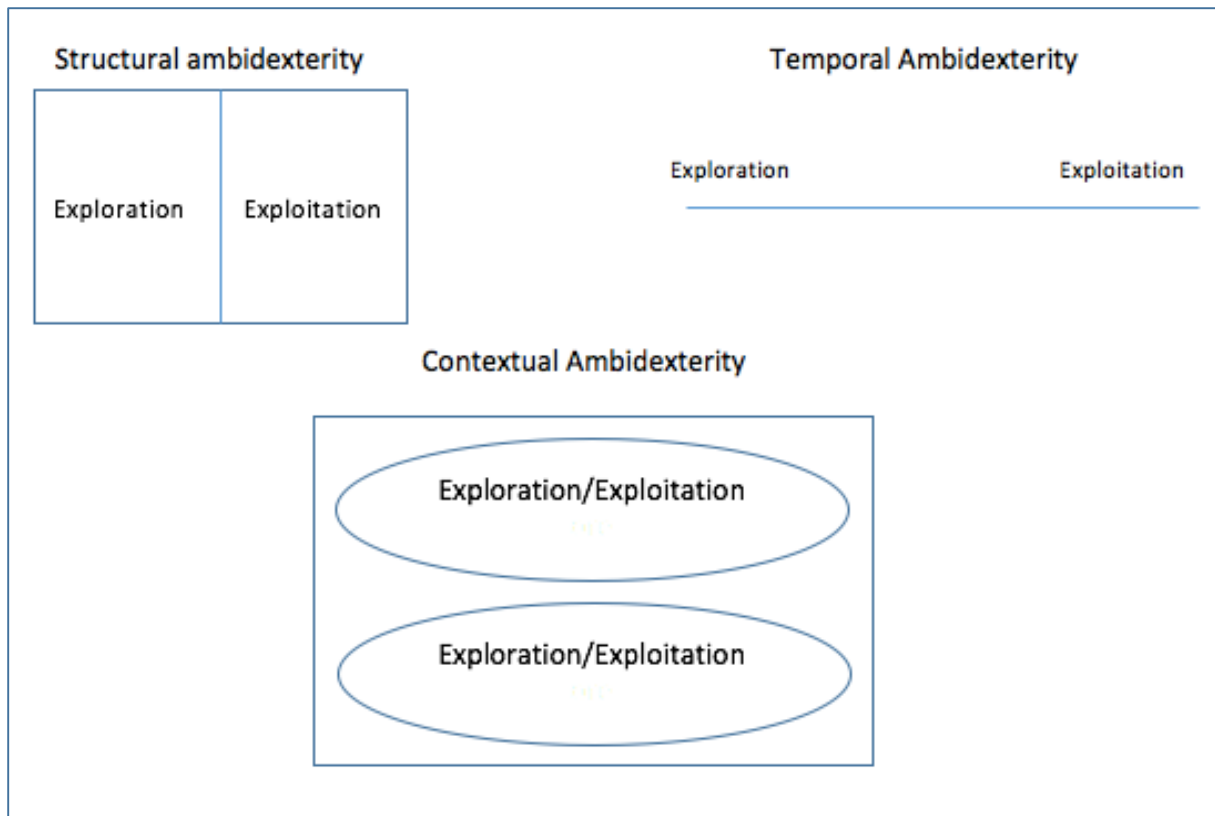 Structural ambidexterity
Exploration
Exploitation
Temporal Ambidexterity
Exploration
Exploitation
Contextual Ambidexterity
Exploration/Exploitation
Exploration/Exploitation